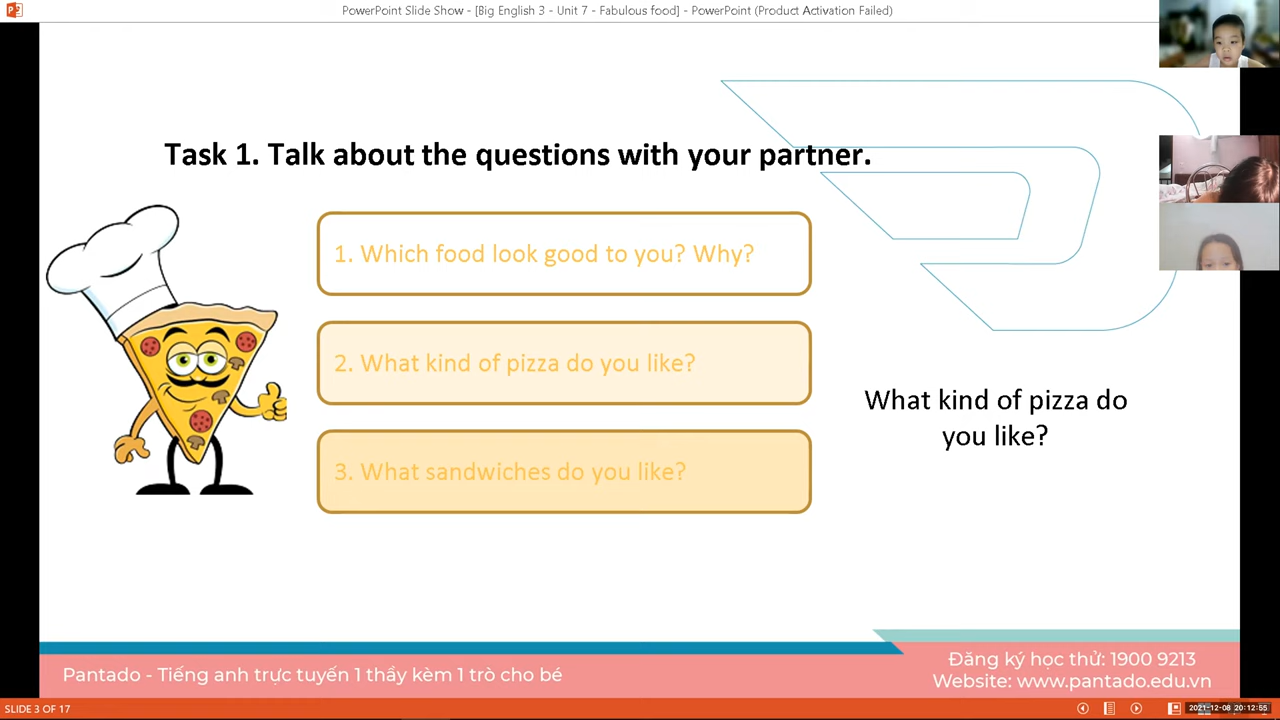 PowerPoint Slide Show - [Big English 3 - Unit 7 - Fabulous food] - PowerPoint (Product Activation Failed)
Task 1. Talk about the questions with your partner.
1. Which food look good to you? Why?
2. What kind of pizza do you like?
3. What sandwiches do you like?
What kind of pizza do
you like?
Pantado - Tiếng anh trực tuyến 1 thầy kèm 1 trò cho bé
Đăng ký học thử: 1900 9213
Website: www.pantado.edu.vn
SLIDE 3 OF 17
2021-12-08 20:12:55